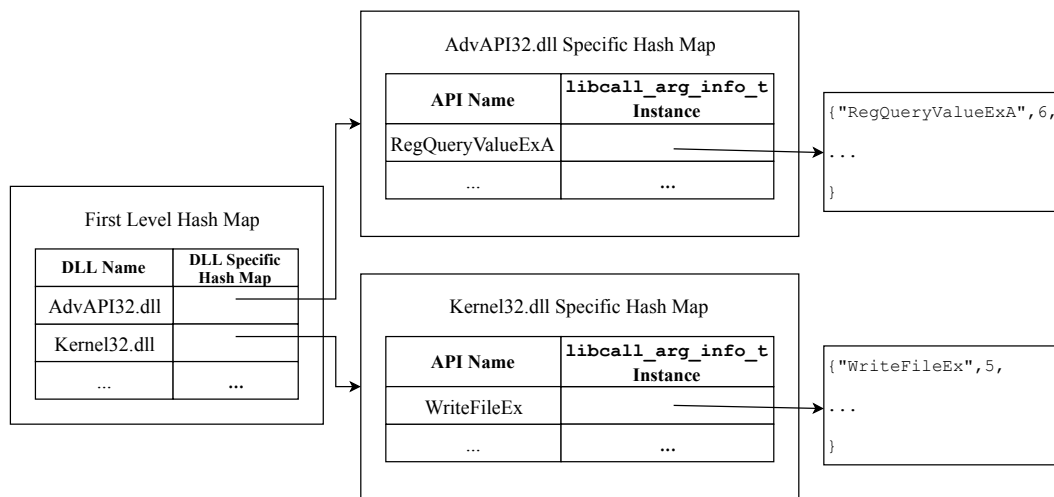 First Level Hash Map
DLL Name
DLL Specific
Hash Map
AdvAPI32.dll
Kernel32.dll
...
...
AdvAPI32.dll Specific Hash Map
API Name
libcall_arg_info_t
Instance
RegQueryValueExA
...
...
{"RegQueryValueExA",6,
...
}
Kernel32.dll Specific Hash Map
API Name
libcall_arg_info_t
Instance
WriteFileEx
...
...
{"WriteFileEx",5,
...
}